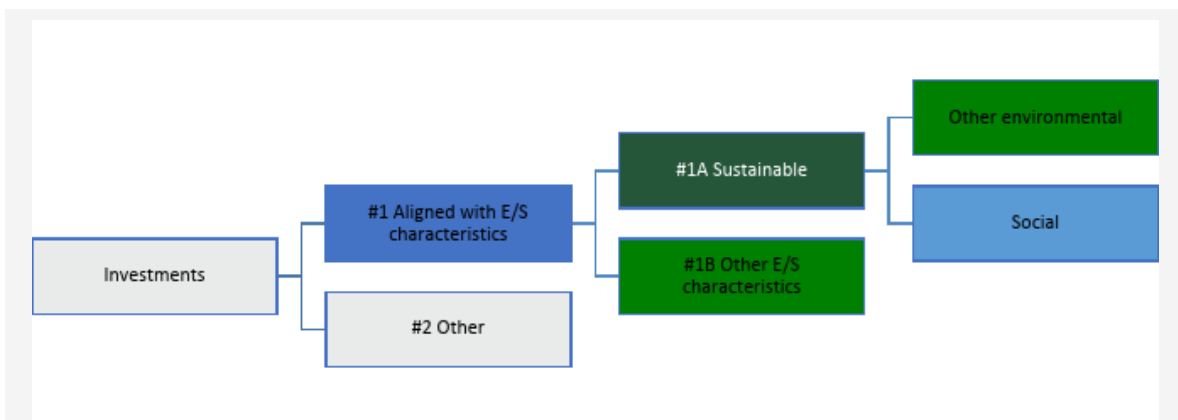 Other environmental
#1A Sustainable
#1 Aligned with E/S
characteristics
Social
Investments
#1B Other E/S
characteristics
#2 Other